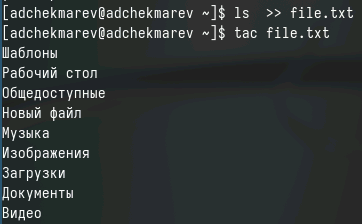 [adchekmarev@adchekmarev ~]$ ls  >> file.txt
[adchekmarev@adchekmarev ~]$ tac file.txt
Шаблоны
Рабочий стол
Общедоступные
Новый файл
Музыка
Изображения
Загрузки
Документы
Видео